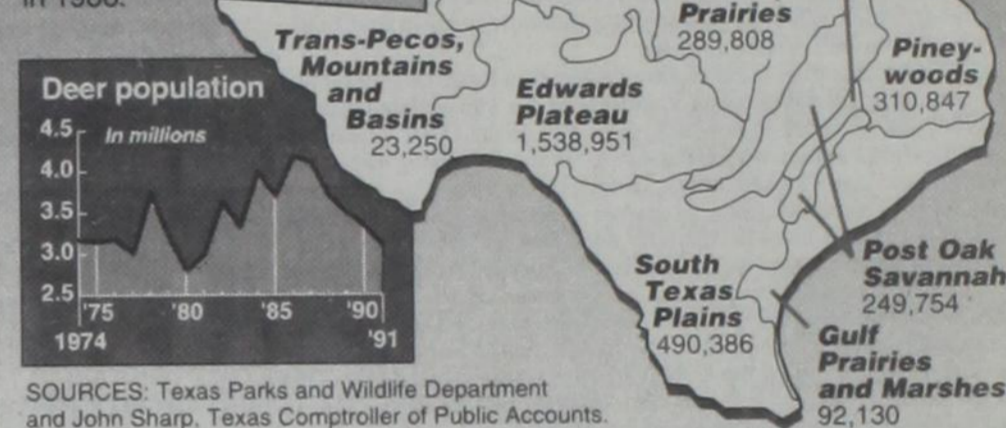 in 1986.
Prairies
289,808
Trans-Pecos,
Mountains
and
Basins
23,250
Edwards
Plateau
1,538,951
Piney-
woods
310,847
Deer population
In millions
4.5
4.0
3.5
3.0
2.5
'75 '80 '85 '90
1974 '91
South
Texas
Plains
490,386
Post Oak
Savannah
249,754
Gulf
Prairies
and Marshes
92,130
SOURCES: Texas Parks and Wildlife Department
and John Sharp, Texas Comptroller of Public Accounts.